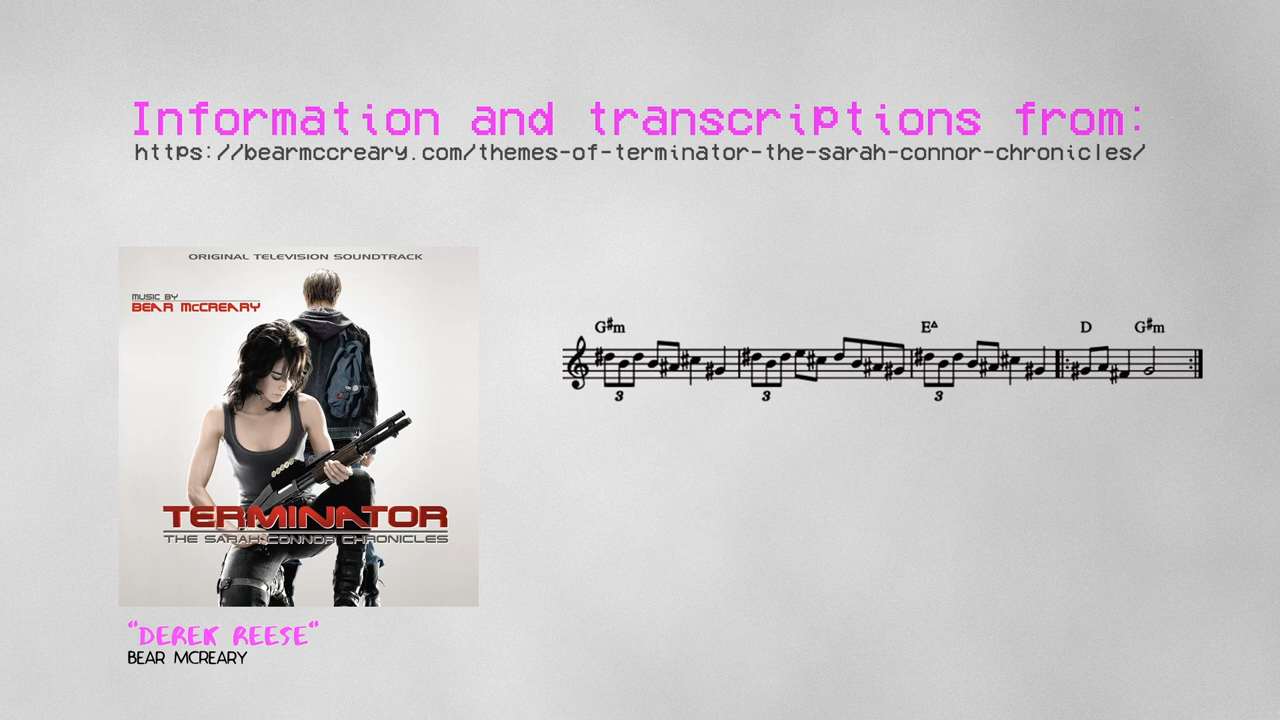 Information and transcriptions from:
https://bearmccreary.com/themes-of-terminator-the-sarah-connor-chronicles/
ORIGINAL TELEVISION SOUNDTRACK
MUSIC BY
BEAR McCREARY
TERMINATOR
THE SARAH CONNOR CHRONICLES
"DEREK REESE"
BEAR MCREARY
G#m EΔ D G#m
3 3 3